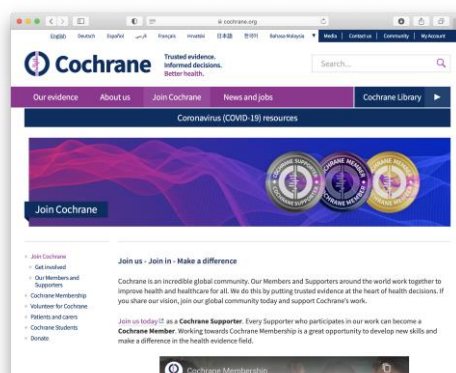 cochrane.org
English Deutsch Español فارسی Français Hrvatski 日本語 한국어 Bahasa Malaysia Media | Contact us | Community | My Account
Cochrane
Trusted evidence.
Informed decisions.
Better health.
Search...
Our evidence About us Join Cochrane News and jobs Cochrane Library
Coronavirus (COVID-19) resources
COCHRANE SUPPORTER
COCHRANE MEMBER
COCHRANE MEMBER
Join Cochrane
Join Cochrane
Get involved
Our Members and
Supporters
Cochrane Membership
Volunteer for Cochrane
Patients and carers
Cochrane Students
Donate
Join us - Join in - Make a difference
Cochrane is an incredible global community. Our Members and Supporters around the world work together to
improve health and healthcare for all. We do this by putting trusted evidence at the heart of health decisions. If
you share our vision, join our global community today and support Cochrane's work.
Join us today as a Cochrane Supporter. Every Supporter who participates in our work can become a
Cochrane Member. Working towards Cochrane Membership is a great opportunity to develop new skills and
make a difference in the health evidence field.
Cochrane Membership